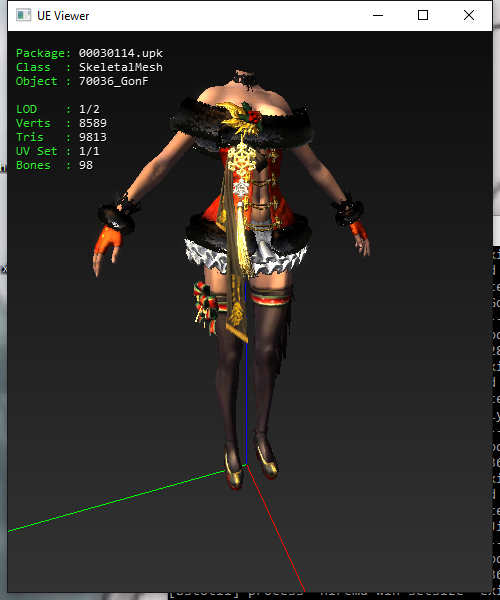 UE Viewer
Package: 00030114.upk
Class  : SkeletalMesh
Object : 70036_GonF
LOD    : 1/2
Verts  : 8589
Tris   : 9813
UV Set : 1/1
Bones  : 98